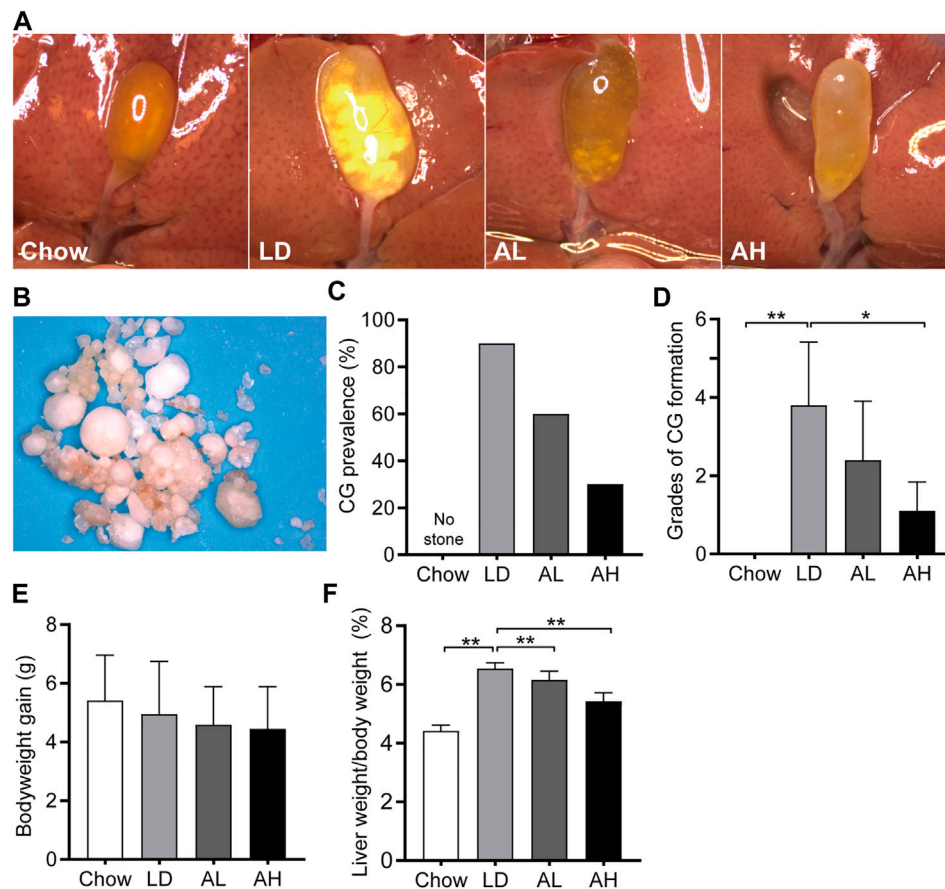 A
Chow
LD
AL
AH
B
C
CG prevalence (%)
100
80
60
40
20
0
No
stone
Chow LD AL AH
D
Grades of CG formation
6
4
2
0
** *
Chow LD AL AH
E
Bodyweight gain (g)
8
6
4
2
0
Chow LD AL AH
F
Liver weight/body weight (%)
8
6
4
2
0
**
** **
Chow LD AL AH